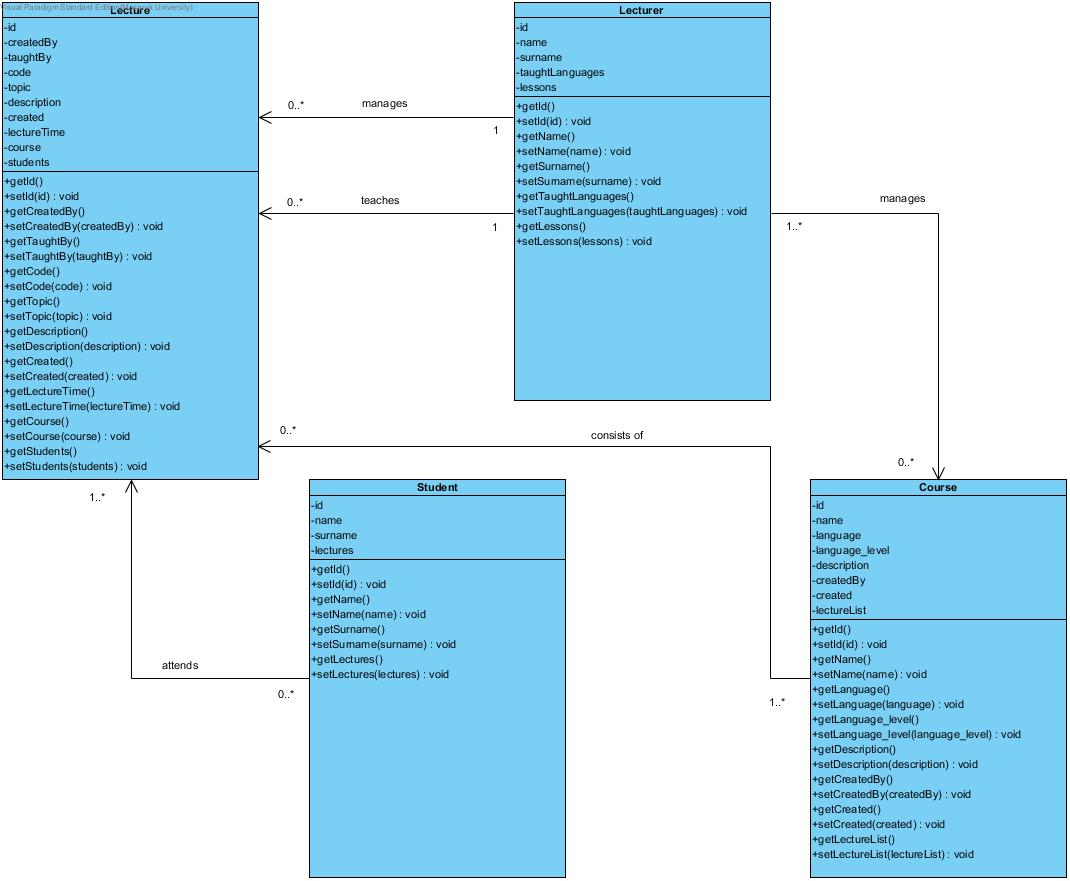 Visual Paradigm Standard Edition(Masaryk University)
Lecture
-id
-createdBy
-taughtBy
-code
-topic
-description
-created
-lectureTime
-course
-students
+getId()
+setId(id) : void
+getCreatedBy()
+setCreatedBy(createdBy) : void
+getTaughtBy()
+setTaughtBy(taughtBy) : void
+getCode()
+setCode(code) : void
+getTopic()
+setTopic(topic) : void
+getDescription()
+setDescription(description) : void
+getCreated()
+setCreated(created) : void
+getLectureTime()
+setLectureTime(lectureTime) : void
+getCourse()
+setCourse(course) : void
+getStudents()
+setStudents(students) : void
0..*
manages
1
0..*
teaches
1
Lecturer
-id
-name
-surname
-taughtLanguages
-lessons
+getId()
+setId(id) : void
+getName()
+setName(name) : void
+getSurname()
+setSurname(surname) : void
+getTaughtLanguages()
+setTaughtLanguages(taughtLanguages) : void
+getLessons()
+setLessons(lessons) : void
manages
1..*
0..*
0..*
consists of
1..*
1..*
attends
0..*
Student
-id
-name
-surname
-lectures
+getId()
+setId(id) : void
+getName()
+setName(name) : void
+getSurname()
+setSurname(surname) : void
+getLectures()
+setLectures(lectures) : void
Course
-id
-name
-language
-language_level
-description
-createdBy
-created
-lectureList
+getId()
+setId(id) : void
+getName()
+setName(name) : void
+getLanguage()
+setLanguage(language) : void
+getLanguage_level()
+setLanguage_level(language_level) : void
+getDescription()
+setDescription(description) : void
+getCreatedBy()
+setCreatedBy(createdBy) : void
+getCreated()
+setCreated(created) : void
+getLectureList()
+setLectureList(lectureList) : void